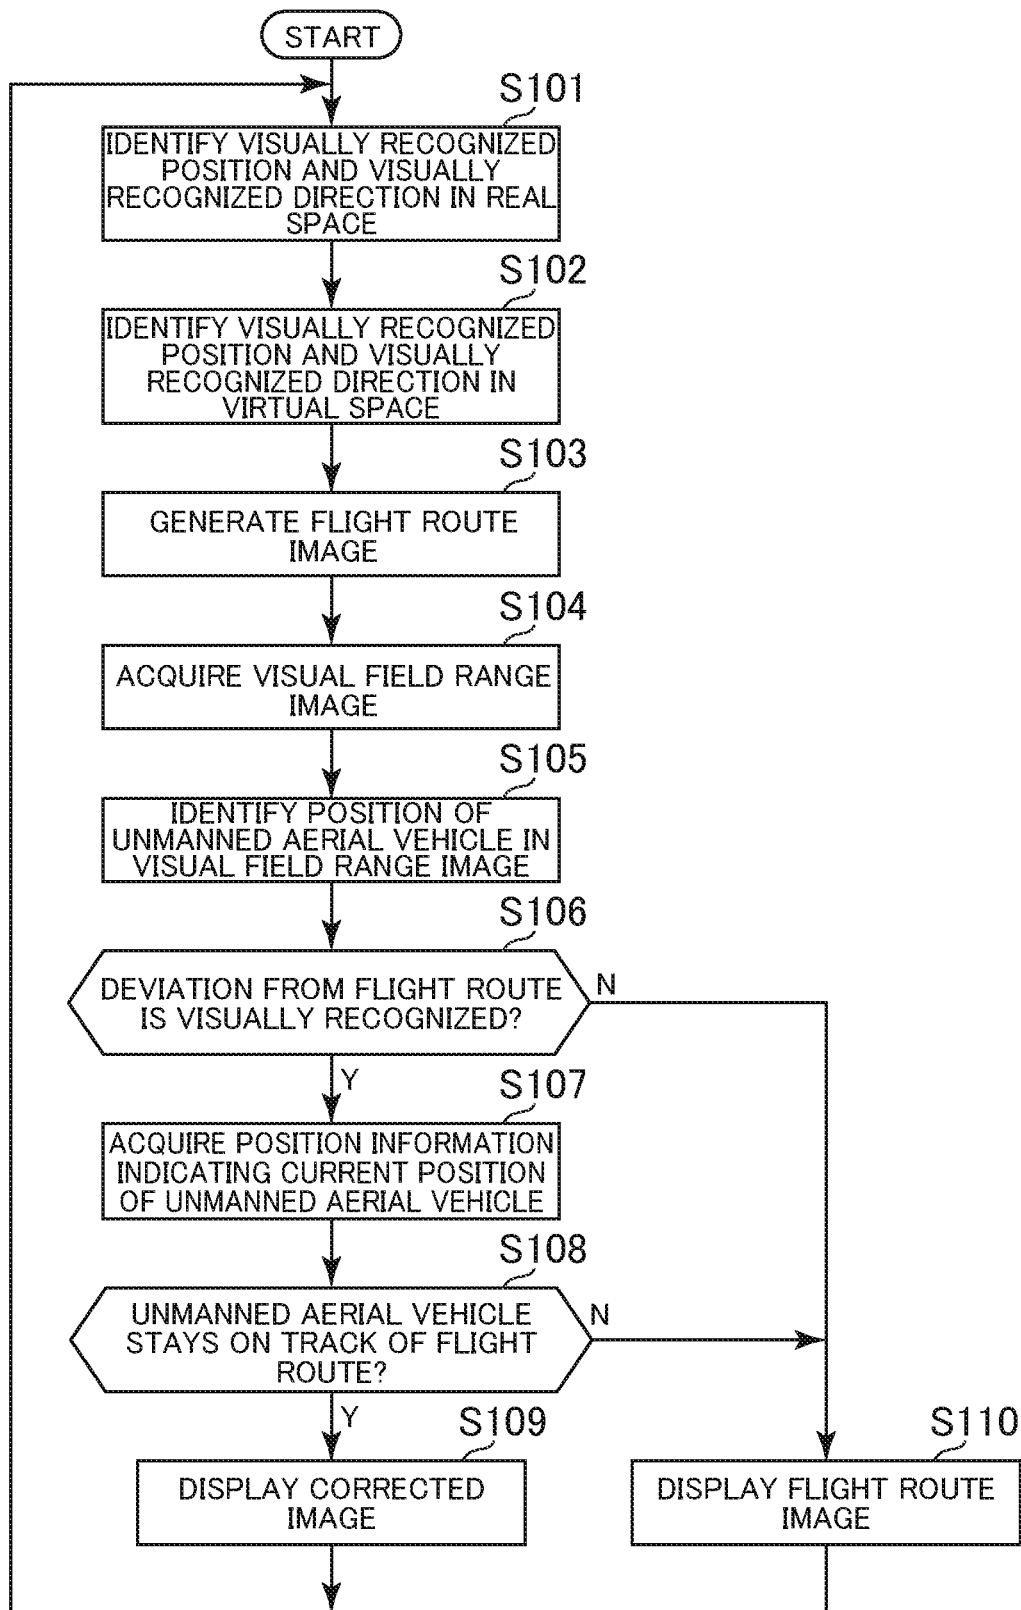 START
S101
IDENTIFY VISUALLY RECOGNIZED
POSITION AND VISUALLY
RECOGNIZED DIRECTION IN REAL
SPACE
S102
IDENTIFY VISUALLY RECOGNIZED
POSITION AND VISUALLY
RECOGNIZED DIRECTION IN
VIRTUAL SPACE
S103
GENERATE FLIGHT ROUTE
IMAGE
S104
ACQUIRE VISUAL FIELD RANGE
IMAGE
S105
IDENTIFY POSITION OF
UNMANNED AERIAL VEHICLE IN
VISUAL FIELD RANGE IMAGE
S106
DEVIATION FROM FLIGHT ROUTE
IS VISUALLY RECOGNIZED?
N
Y
S107
ACQUIRE POSITION INFORMATION
INDICATING CURRENT POSITION
OF UNMANNED AERIAL VEHICLE
S108
UNMANNED AERIAL VEHICLE
STAYS ON TRACK OF FLIGHT
ROUTE?
N
Y
S109
DISPLAY CORRECTED
IMAGE
S110
DISPLAY FLIGHT ROUTE
IMAGE